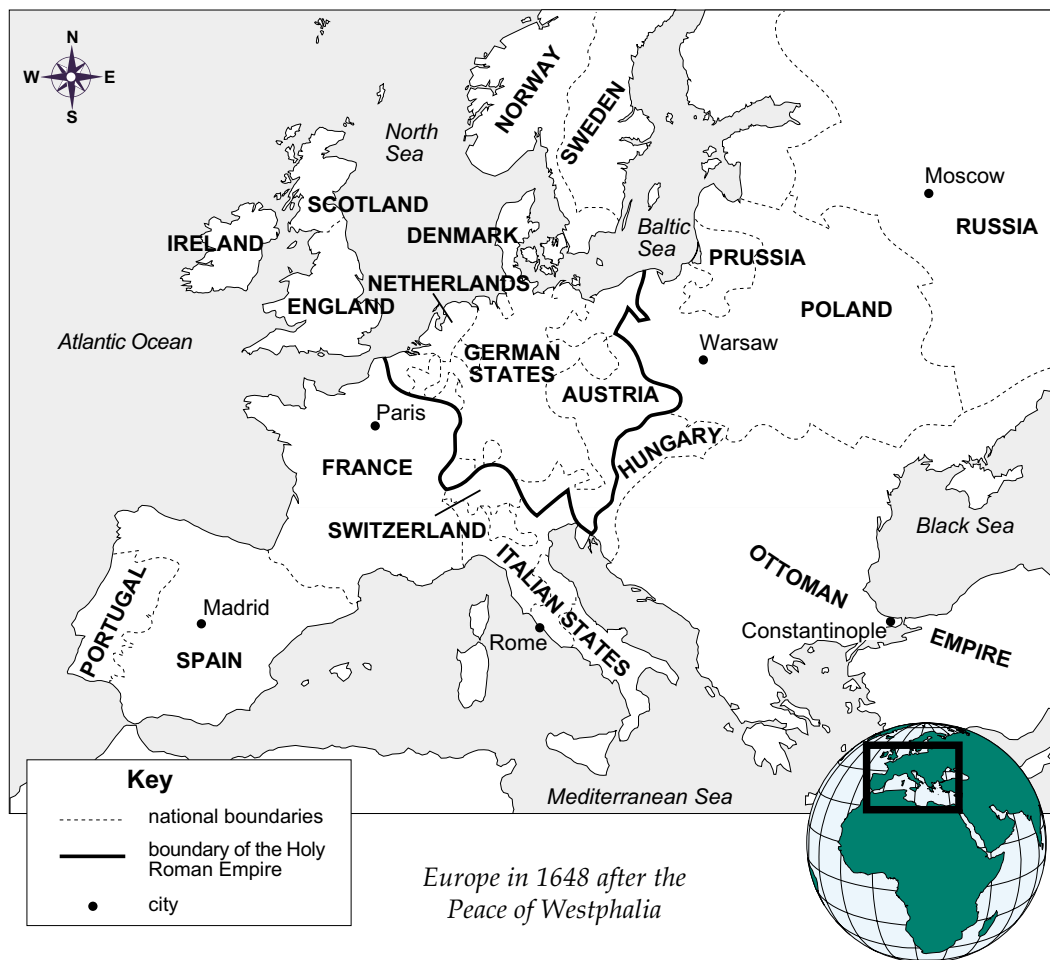 N
W E
S
NORWAY
SWEDEN
North
Sea
Moscow
SCOTLAND
RUSSIA
IRELAND
DENMARK
Baltic
Sea
PRUSSIA
NETHERLANDS
ENGLAND
POLAND
Atlantic Ocean
Warsaw
GERMAN
STATES
AUSTRIA
Paris
HUNGARY
FRANCE
SWITZERLAND
Black Sea
ITALIAN STATES
OTTOMAN
EMPIRE
PORTUGAL
Madrid
Constantinople
Rome
SPAIN
Mediterranean Sea
Key
national boundaries
boundary of the Holy
Roman Empire
city
Europe in 1648 after the
Peace of Westphalia